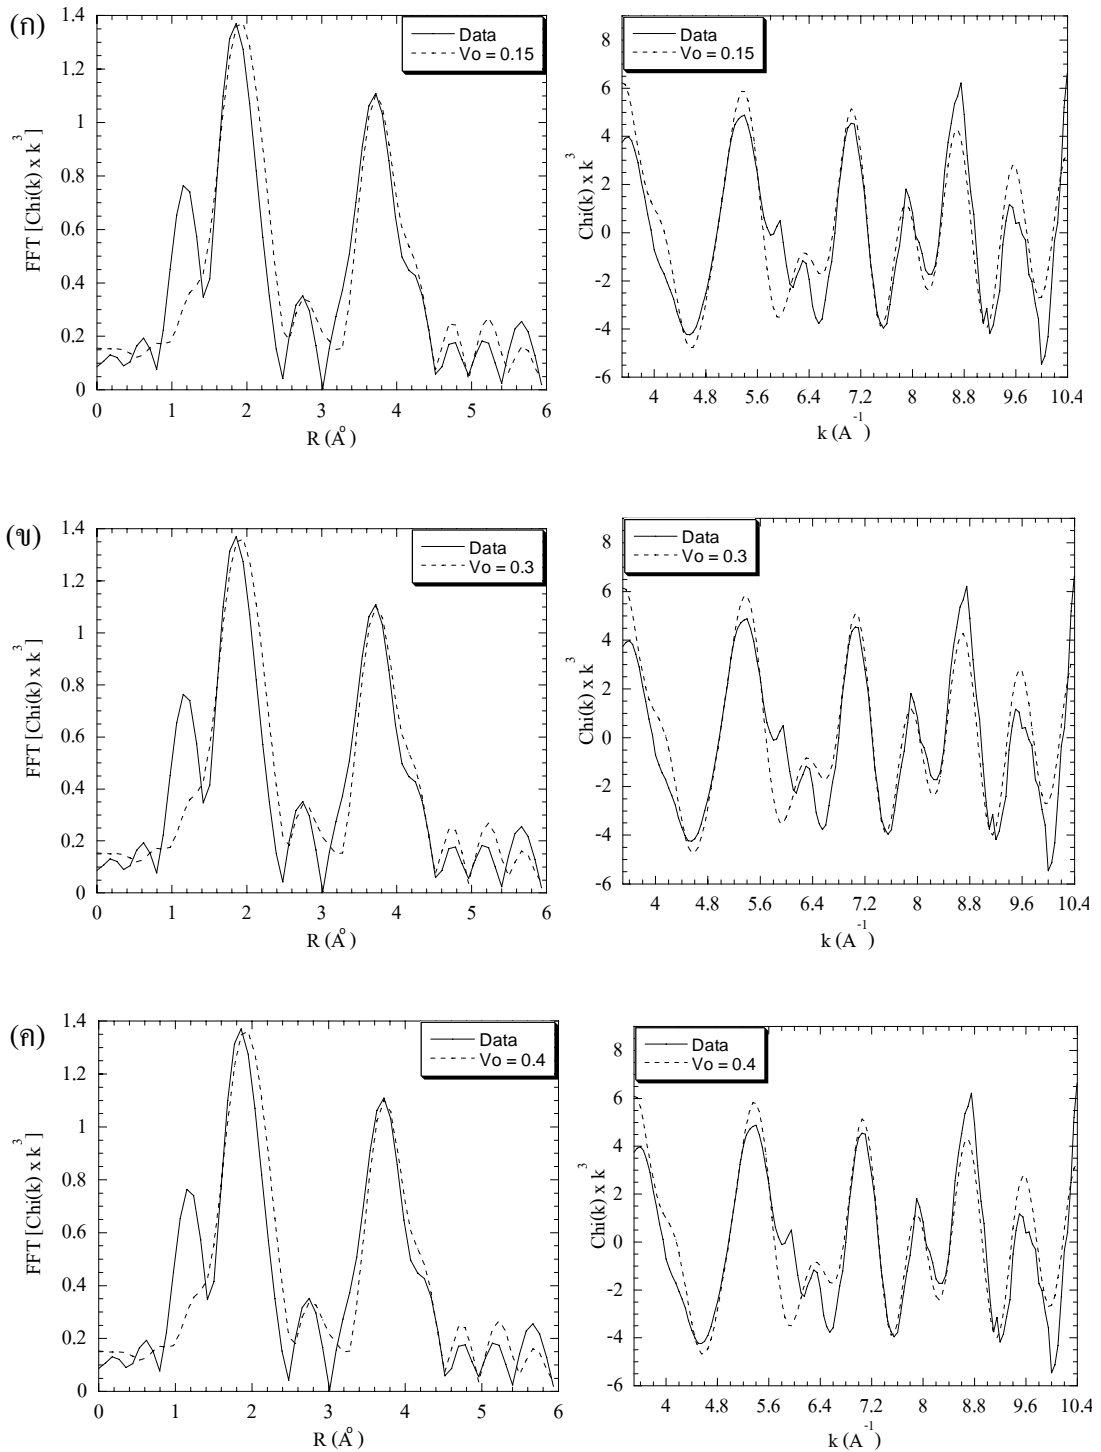 (ก)
Data
Vo = 0.15
FFT [Chi(k) x k³]
1.4
1.2
1
0.8
0.6
0.4
0.2
0
0 1 2 3 4 5 6
R (Å)
Data
Vo = 0.15
Chi(k) x k³
8
6
4
2
0
-2
-4
-6
4 4.8 5.6 6.4 7.2 8 8.8 9.6 10.4
k (A⁻¹)
(ข)
Data
Vo = 0.3
FFT [Chi(k) x k³]
1.4
1.2
1
0.8
0.6
0.4
0.2
0
0 1 2 3 4 5 6
R (Å)
Data
Vo = 0.3
Chi(k) x k³
8
6
4
2
0
-2
-4
-6
4 4.8 5.6 6.4 7.2 8 8.8 9.6 10.4
k (A⁻¹)
(ค)
Data
Vo = 0.4
FFT [Chi(k) x k³]
1.4
1.2
1
0.8
0.6
0.4
0.2
0
0 1 2 3 4 5 6
R (Å)
Data
Vo = 0.4
Chi(k) x k³
8
6
4
2
0
-2
-4
-6
4 4.8 5.6 6.4 7.2 8 8.8 9.6 10.4
k (A⁻¹)